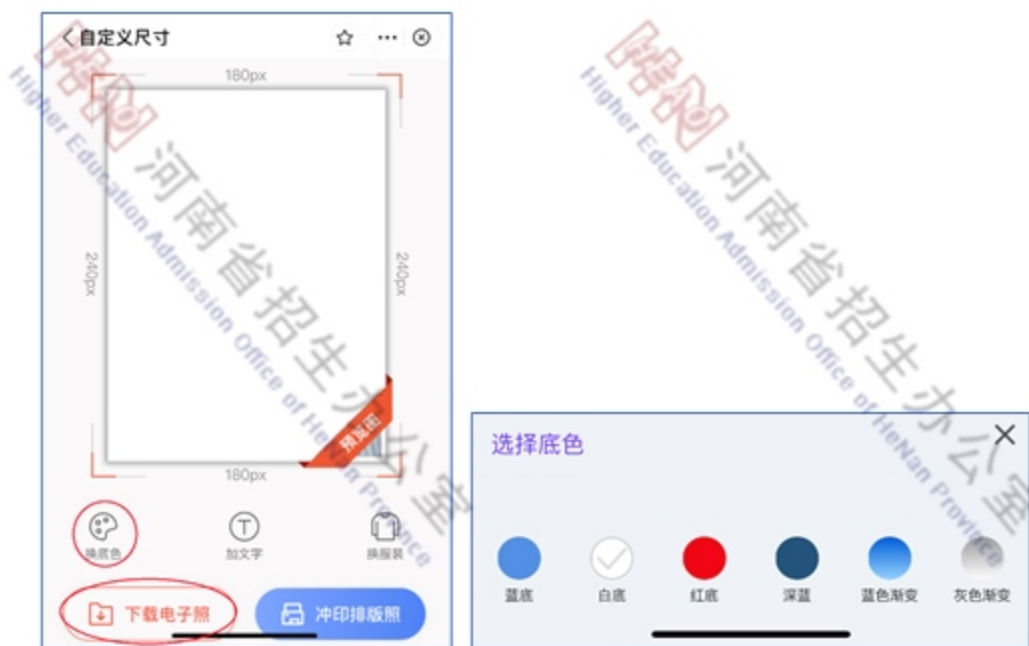 自定义尺寸
180px
240px
240px
预览图
180px
换底色
加文字
换服装
下载电子照
冲印排版照
选择底色
蓝底
白底
红底
深蓝
蓝色渐变
灰色渐变
河南省招生办公室
Higher Education Admission Office of HeNan Province
河南省招生办公室
Higher Education Admission Office of HeNan Province